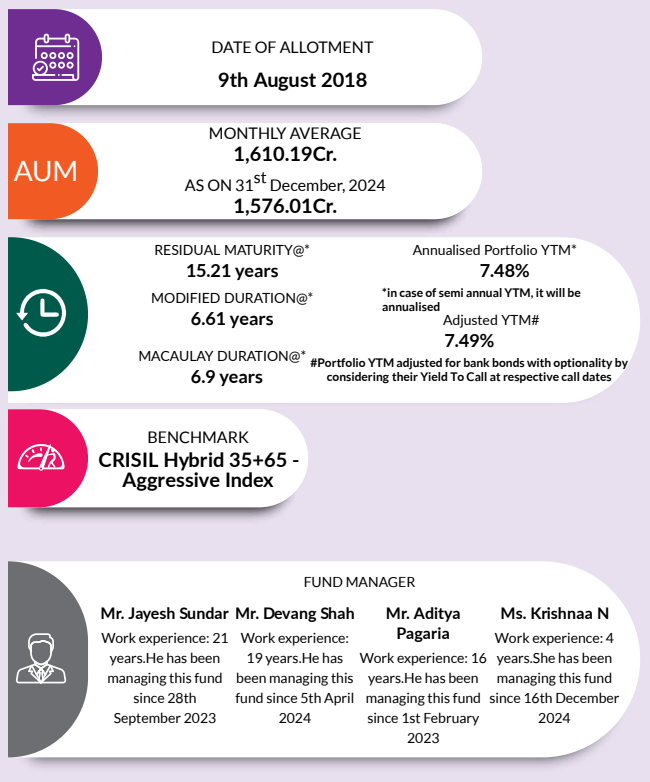 DATE OF ALLOTMENT
9th August 2018
AUM
MONTHLY AVERAGE
1,610.19Cr.
AS ON 31st December, 2024
1,576.01Cr.
RESIDUAL MATURITY@*
15.21 years
MODIFIED DURATION@*
6.61 years
MACAULAY DURATION@*
6.9 years
Annualised Portfolio YTM*
7.48%
*in case of semi annual YTM, it will be
annualised
Adjusted YTM#
7.49%
#Portfolio YTM adjusted for bank bonds with optionality by
considering their Yield To Call at respective call dates
BENCHMARK
CRISIL Hybrid 35+65 -
Aggressive Index
FUND MANAGER
Mr. Jayesh Sundar
Work experience: 21
years.He has been
managing this fund
since 28th
September 2023
Mr. Devang Shah
Work experience:
19 years.He has
been managing this
fund since 5th April
2024
Mr. Aditya
Pagaria
Work experience: 16
years.He has been
managing this fund
since 1st February
2023
Ms. Krishnaa N
Work experience: 4
years.She has been
managing this fund
since 16th December
2024